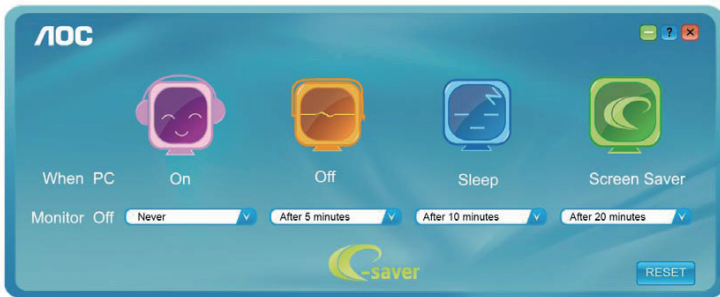 AOC
?
When PC On Off Sleep Screen Saver
Monitor Off Never After 5 minutes After 10 minutes After 20 minutes
e-saver
RESET